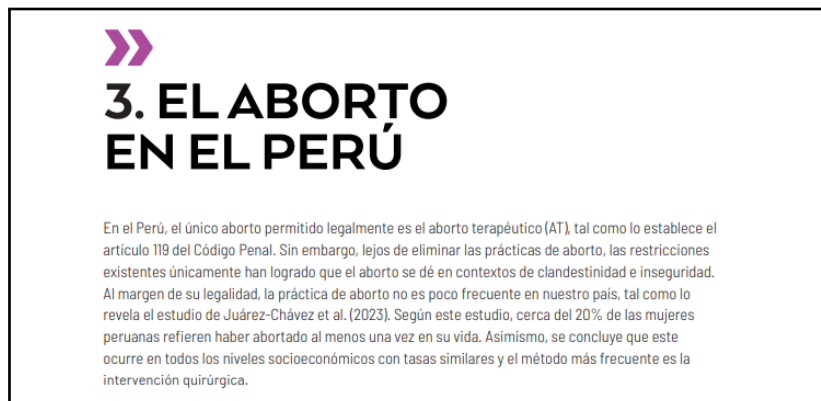 3. EL ABORTO
EN EL PERÚ
En el Perú, el único aborto permitido legalmente es el aborto terapéutico (AT), tal como lo establece el
artículo 119 del Código Penal. Sin embargo, lejos de eliminar las prácticas de aborto, las restricciones
existentes únicamente han logrado que el aborto se dé en contextos de clandestinidad e inseguridad.
Al margen de su legalidad, la práctica de aborto no es poco frecuente en nuestro país, tal como lo
revela el estudio de Juárez-Chávez et al. (2023). Según este estudio, cerca del 20% de las mujeres
peruanas refieren haber abortado al menos una vez en su vida. Asimismo, se concluye que este
ocurre en todos los niveles socioeconómicos con tasas similares y el método más frecuente es la
intervención quirúrgica.